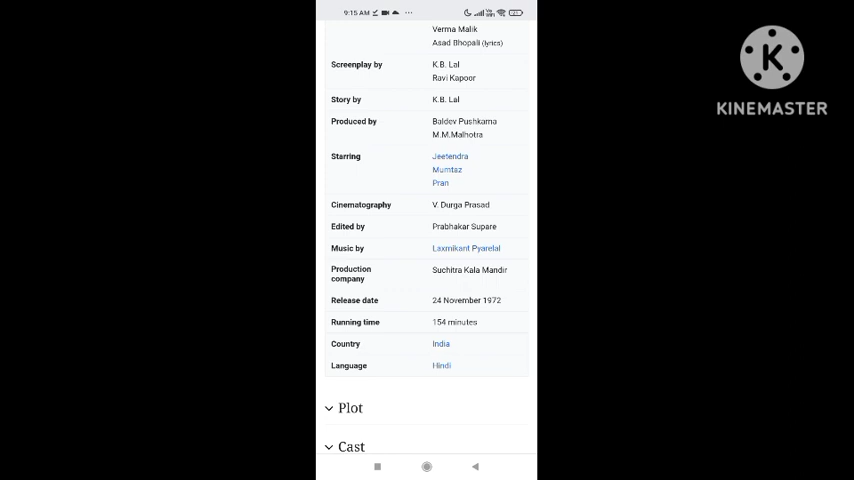 9:15 AM
Verma Malik
Asad Bhopali (lyrics)
Screenplay by
K.B. Lal
Ravi Kapoor
Story by
K.B. Lal
Produced by
Baldev Pushkarna
M.M.Malhotra
Starring
Jeetendra
Mumtaz
Pran
Cinematography
V. Durga Prasad
Edited by
Prabhakar Supare
Music by
Laxmikant Pyarelal
Production
company
Suchitra Kala Mandir
Release date
24 November 1972
Running time
154 minutes
Country
India
Language
Hindi
Plot
Cast
K
KINEMASTER